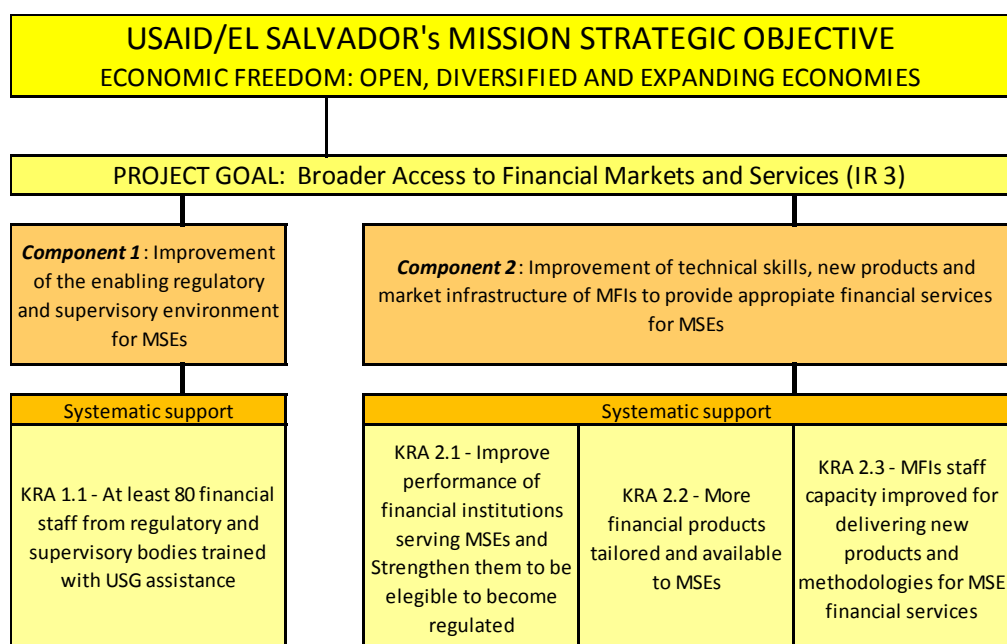 USAID/EL SALVADOR's MISSION STRATEGIC OBJECTIVE
ECONOMIC FREEDOM: OPEN, DIVERSIFIED AND EXPANDING ECONOMIES
PROJECT GOAL: Broader Access to Financial Markets and Services (IR 3)
Component 1: Improvement
of the enabling regulatory
and supervisory environment
for MSEs
Component 2: Improvement of technical skills, new products and
market infrastructure of MFIs to provide appropiate financial services
for MSEs
Systematic support
Systematic support
KRA 1.1 - At least 80 financial
staff from regulatory and
supervisory bodies trained
with USG assistance
KRA 2.1 - Improve
performance of
financial institutions
serving MSEs and
Strengthen them to be
elegible to become
regulated
KRA 2.2 - More
financial products
tailored and available
to MSEs
KRA 2.3 - MFIs staff
capacity improved for
delivering new
products and
methodologies for MSE
financial services